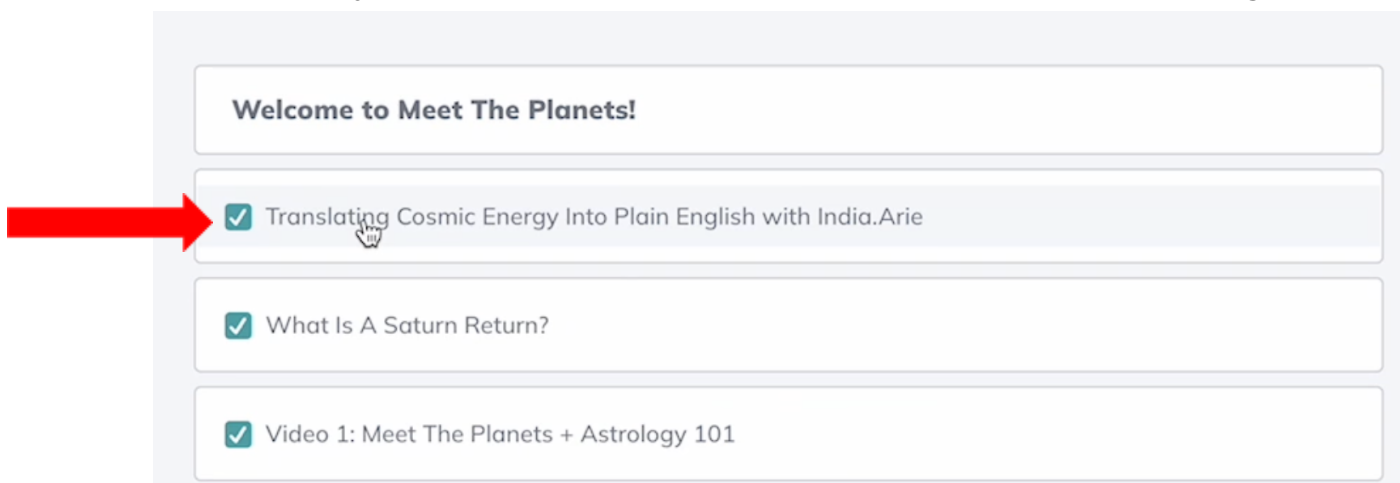 Welcome to Meet The Planets!
Translating Cosmic Energy Into Plain English with India.Arie
What Is A Saturn Return?
Video 1: Meet The Planets + Astrology 101